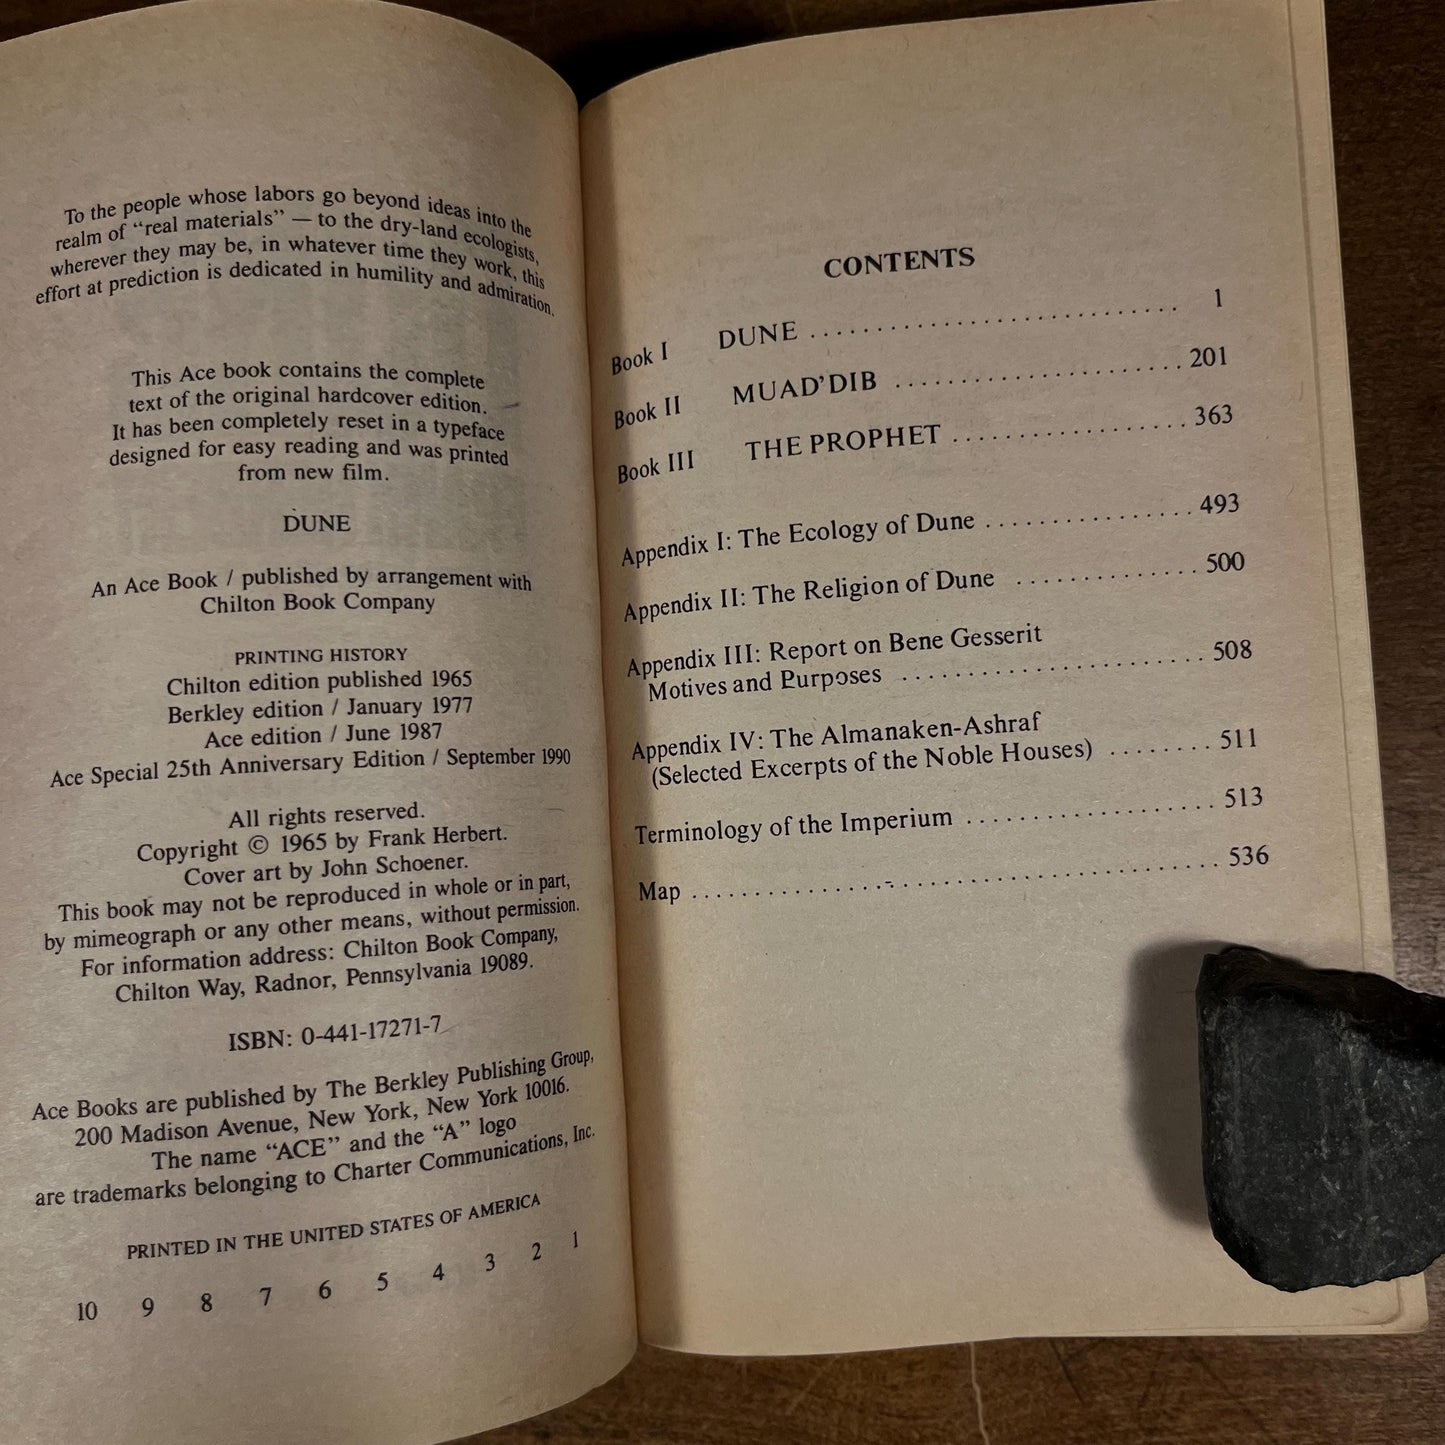 To the people whose labors go beyond ideas into the
realm of “real materials” — to the dry-land ecologists,
wherever they may be, in whatever time they work, this
effort at prediction is dedicated in humility and admiration.
This Ace book contains the complete
text of the original hardcover edition.
It has been completely reset in a typeface
designed for easy reading and was printed
from new film.
DUNE
An Ace Book / published by arrangement with
Chilton Book Company
PRINTING HISTORY
Chilton edition published 1965
Berkley edition / January 1977
Ace edition / June 1987
Ace Special 25th Anniversary Edition / September 1990
All rights reserved.
Copyright © 1965 by Frank Herbert.
Cover art by John Schoener.
This book may not be reproduced in whole or in part,
by mimeograph or any other means, without permission.
For information address: Chilton Book Company,
Chilton Way, Radnor, Pennsylvania 19089.
ISBN: 0-441-17271-7
Ace Books are published by The Berkley Publishing Group,
200 Madison Avenue, New York, New York 10016.
The name “ACE” and the “A” logo
are trademarks belonging to Charter Communications, Inc.
PRINTED IN THE UNITED STATES OF AMERICA
10 9 8 7 6 5 4 3 2 1
CONTENTS
Book I DUNE . . . . . . . . . . . . . . . . . . . . . . . . . . . . 1
Book II MUAD’DIB . . . . . . . . . . . . . . . . . . . . . . 201
Book III THE PROPHET . . . . . . . . . . . . . . . . . . 363
Appendix I: The Ecology of Dune . . . . . . . . . . . . . . . . 493
Appendix II: The Religion of Dune . . . . . . . . . . . . . . 500
Appendix III: Report on Bene Gesserit
Motives and Purposes . . . . . . . . . . . . . . . . . . . . . . . 508
Appendix IV: The Almanaken-Ashraf
(Selected Excerpts of the Noble Houses) . . . . . . . . 511
Terminology of the Imperium . . . . . . . . . . . . . . . . . . . 513
Map . . . . . . . . . . . . . . . . . . . . . . . . . . . . . . . . . . . . . . . . 536